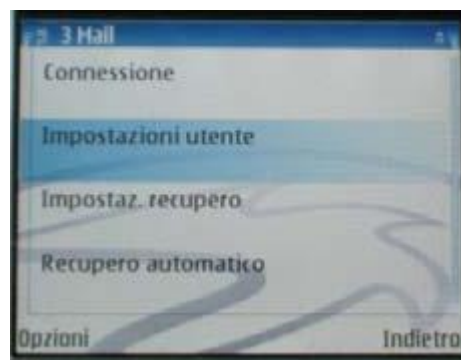 3 Mail
Connessione
Impostazioni utente
Impostaz. recupero
Recupero automatico
Opzioni Indietro